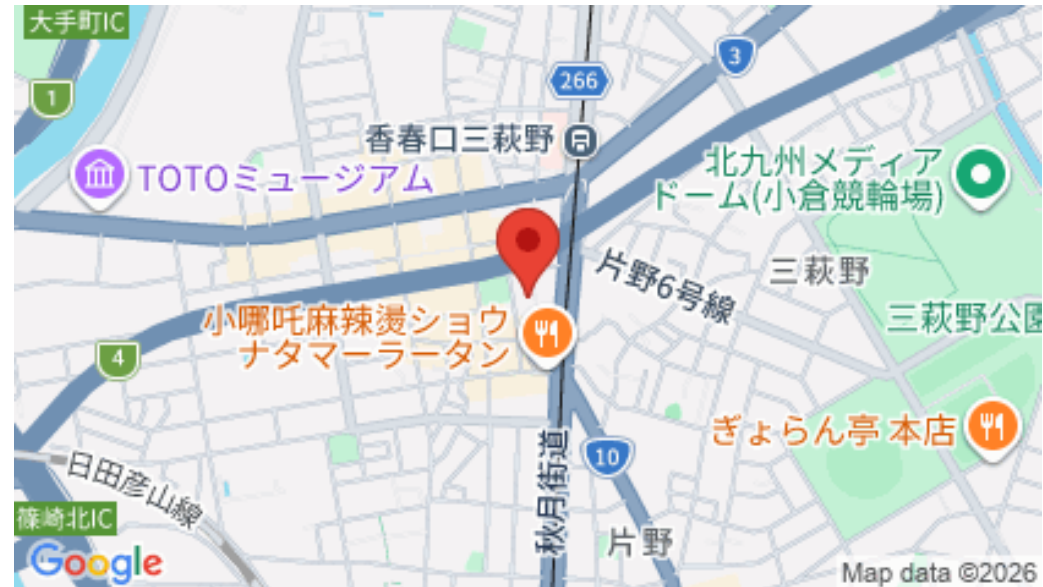 大手町IC
1
3
266
香春口三萩野
TOTOミュージアム
北九州メディア
ドーム(小倉競輪場)
片野6号線
三萩野
小哪吒麻辣燙ショウ
ナタマーラータン
三萩野公園
4
ぎょらん亭 本店
10
日田彦山線
秋月街道
篠崎北IC
片野
Google
Map data ©2026